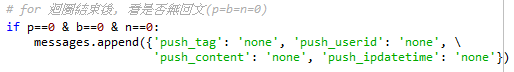 # for 迴圈結束後, 看是否無回文(p=b=n=0)
if p==0 & b==0 & n==0:
messages.append({'push_tag': 'none', 'push_userid': 'none', \
'push_content': 'none', 'push_ipdatetime': 'none'})